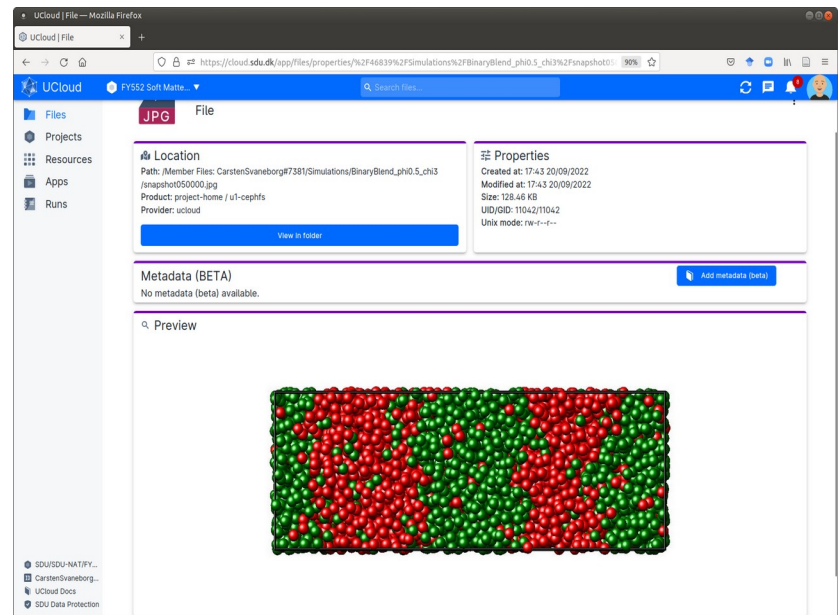 UCloud | File — Mozilla Firefox
UCloud | File × +
https://cloud.sdu.dk/app/files/properties/%2F46839%2FSimulations%2FBinaryBlend_phi0.5_chi3%2Fsnapshot05 90%
UCloud FY552 Soft Matte... ▼ Search files...
Files
Projects
Resources
Apps
Runs
JPG File
Location
Path: /Member Files: CarstenSvaneborg#7381/Simulations/BinaryBlend_phi0.5_chi3
/snapshot050000.jpg
Product: project-home / u1-cephfs
Provider: ucloud
View in folder
Properties
Created at: 17:43 20/09/2022
Modified at: 17:43 20/09/2022
Size: 128.46 KB
UID/GID: 11042/11042
Unix mode: rw-r--r--
Metadata (BETA)
Add metadata (beta)
No metadata (beta) available.
Preview
SDU/SDU-NAT/FY...
CarstenSvaneborg...
UCloud Docs
SDU Data Protection